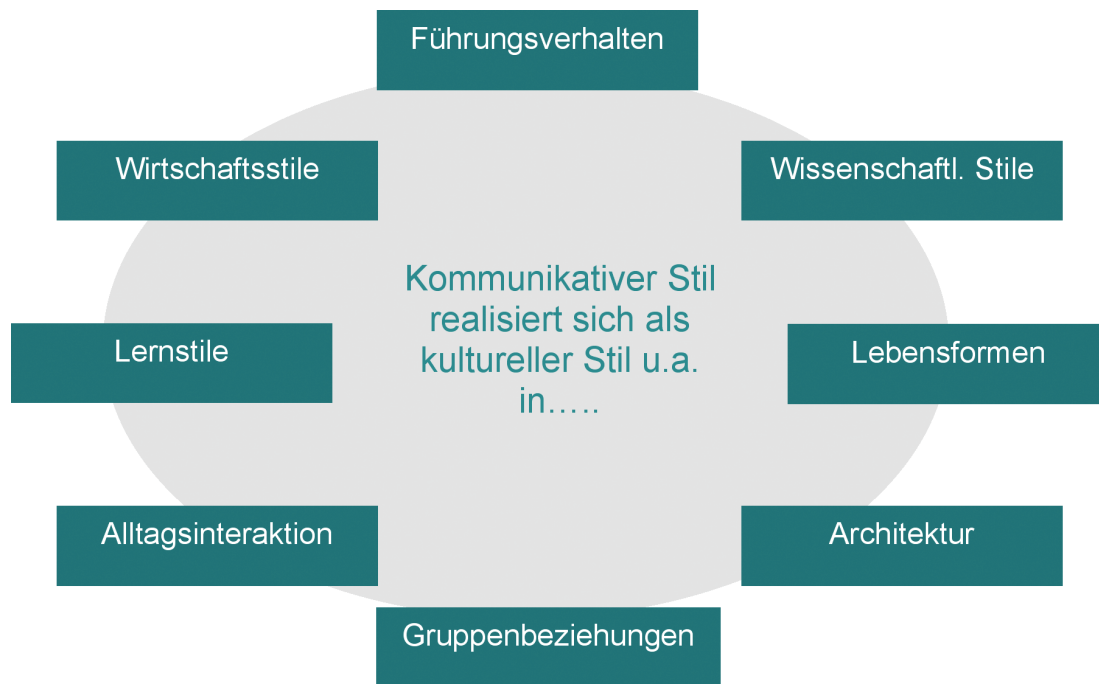 Führungsverhalten
Wirtschaftsstile
Wissenschaftl. Stile
Kommunikativer Stil
realisiert sich als
kultureller Stil u.a.
in…..
Lernstile
Lebensformen
Alltagsinteraktion
Architektur
Gruppenbeziehungen